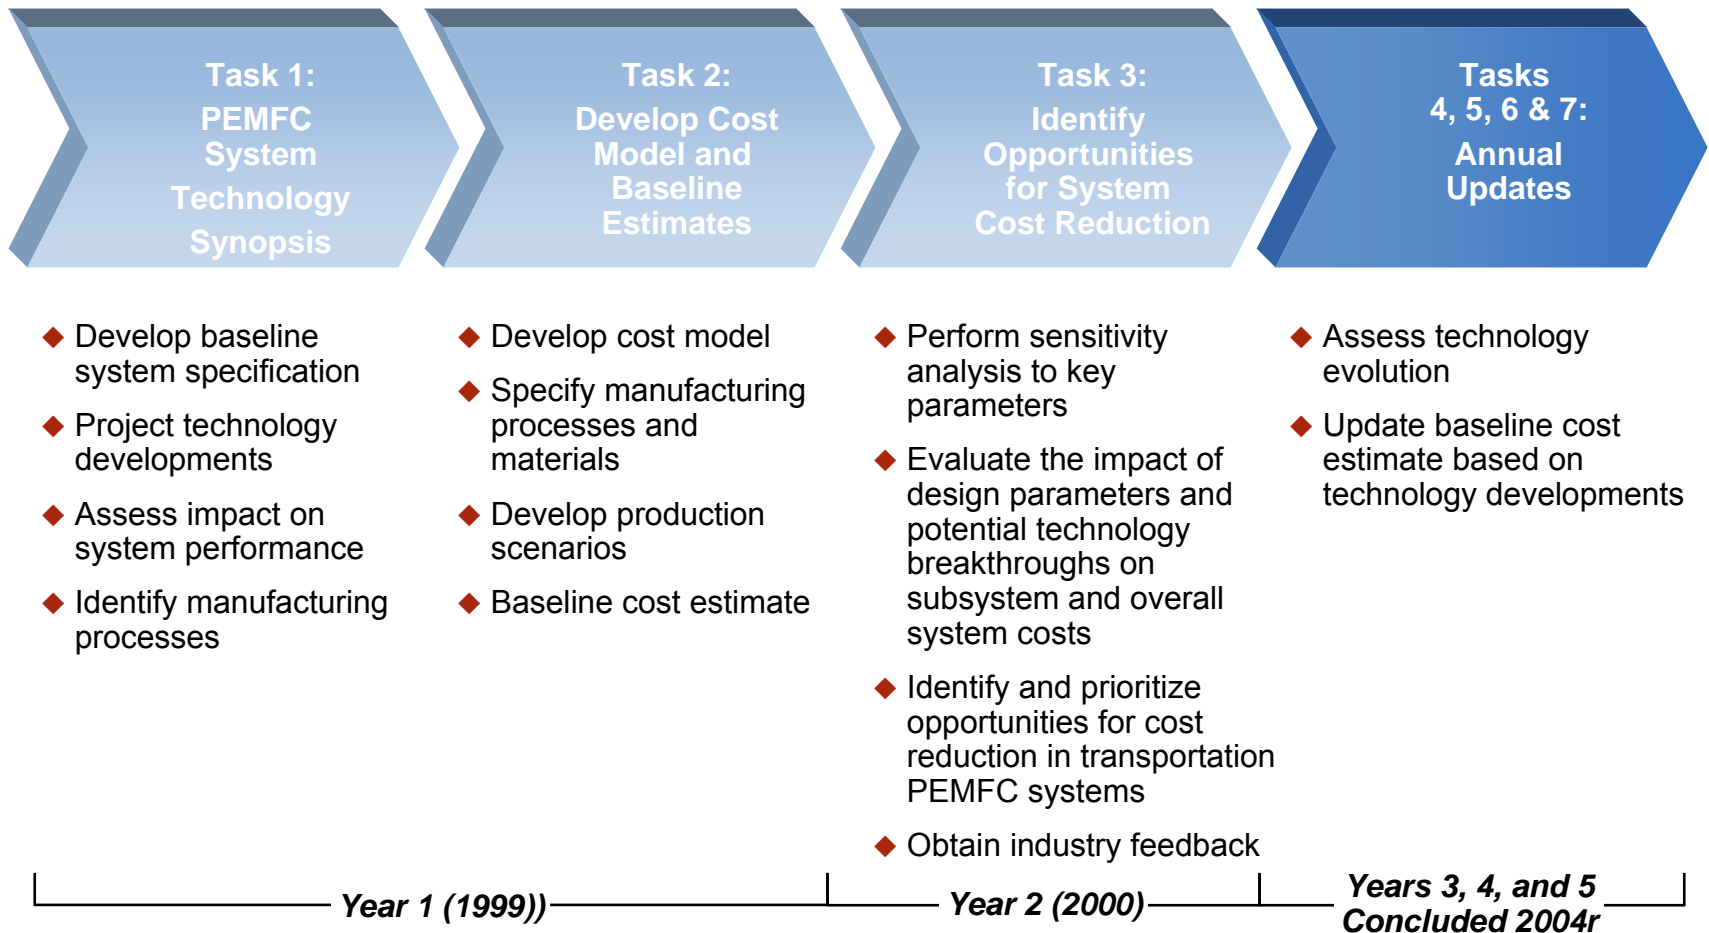 Task 1:
PEMFC
System
Technology
Synopsis
Task 2:
Develop Cost
Model and
Baseline
Estimates
Task 3:
Identify
Opportunities
for System
Cost Reduction
Tasks
4, 5, 6 & 7:
Annual
Updates
Develop baseline
system specification
Project technology
developments
Assess impact on
system performance
Identify manufacturing
processes
Develop cost model
Specify manufacturing
processes and
materials
Develop production
scenarios
Baseline cost estimate
Perform sensitivity
analysis to key
parameters
Evaluate the impact of
design parameters and
potential technology
breakthroughs on
subsystem and overall
system costs
Identify and prioritize
opportunities for cost
reduction in transportation
PEMFC systems
Obtain industry feedback
Assess technology
evolution
Update baseline cost
estimate based on
technology developments
Year 1 (1999))
Year 2 (2000)
Years 3, 4, and 5
Concluded 2004r